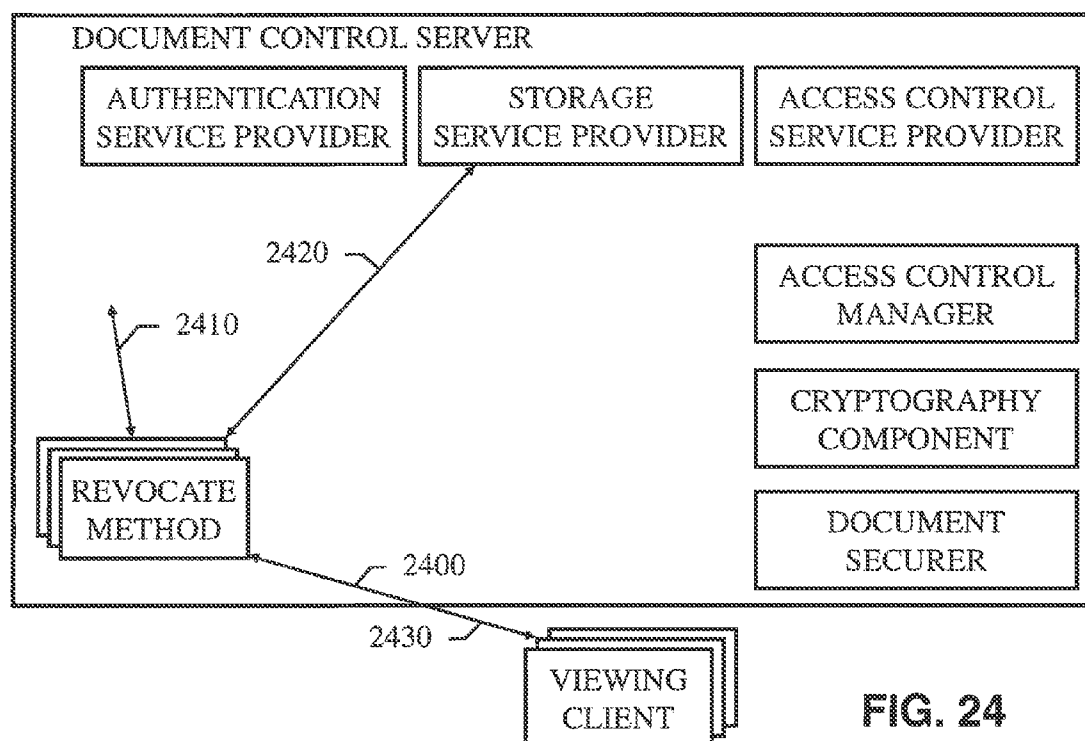 DOCUMENT CONTROL SERVER
AUTHENTICATION
SERVICE PROVIDER
STORAGE
SERVICE PROVIDER
ACCESS CONTROL
SERVICE PROVIDER
2420
ACCESS CONTROL
MANAGER
2410
CRYPTOGRAPHY
COMPONENT
REVOCATE
METHOD
DOCUMENT
SECURER
2400
2430
VIEWING
CLIENT
FIG. 24